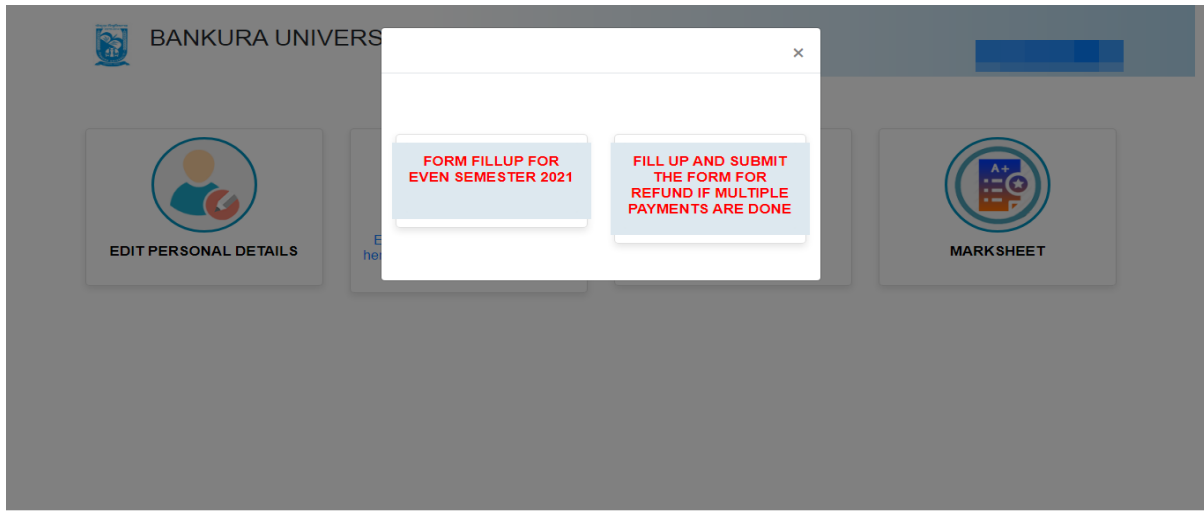 BANKURA UNIVERS
×
FORM FILLUP FOR
EVEN SEMESTER 2021
FILL UP AND SUBMIT
THE FORM FOR
REFUND IF MULTIPLE
PAYMENTS ARE DONE
A+
EDIT PERSONAL DETAILS
MARKSHEET